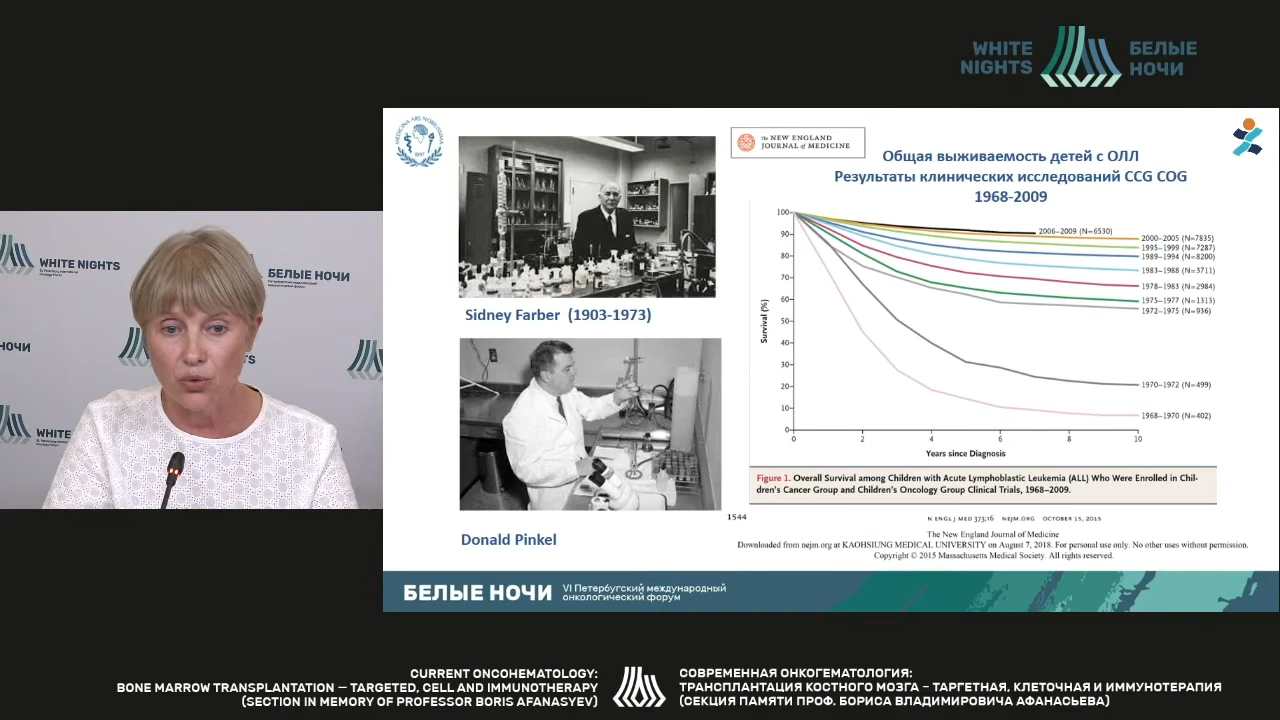 WHITE
NIGHTS
БЕЛЫЕ
НОЧИ
WHITE NIGHTS
БЕЛЫЕ НОЧИ
НОЧИ
WHITE
MEDICINA ARS NOBILISSIMA
1897
The NEW ENGLAND
JOURNAL of MEDICINE
Общая выживаемость детей с ОЛЛ
Результаты клинических исследований CCG COG
1968-2009
Sidney Farber (1903-1973)
Donald Pinkel
Survival (%)
100
90
80
70
60
50
40
30
20
10
0
0
2
4
6
8
10
Years since Diagnosis
2006–2009 (N=6530)
2000–2005 (N=7835)
1995–1999 (N=7287)
1989–1994 (N=8200)
1983–1988 (N=3711)
1978–1983 (N=2984)
1975–1977 (N=1313)
1972–1975 (N=936)
1970–1972 (N=499)
1968–1970 (N=402)
Figure 1. Overall Survival among Children with Acute Lymphoblastic Leukemia (ALL) Who Were Enrolled in Chil-
dren's Cancer Group and Children's Oncology Group Clinical Trials, 1968–2009.
1544
N ENGL J MED 373;16 NEJM.ORG OCTOBER 15, 2015
The New England Journal of Medicine
Downloaded from nejm.org at KAOHSIUNG MEDICAL UNIVERSITY on August 7, 2018. For personal use only. No other uses without permission.
Copyright © 2015 Massachusetts Medical Society. All rights reserved.
БЕЛЫЕ НОЧИ
VI Петербугский международный
онкологический форум
CURRENT ONCOHEMATOLOGY:
BONE MARROW TRANSPLANTATION – TARGETED, CELL AND IMMUNOTHERAPY
(SECTION IN MEMORY OF PROFESSOR BORIS AFANASYEV)
СОВРЕМЕННАЯ ОНКОГЕМАТОЛОГИЯ:
ТРАНСПЛАНТАЦИЯ КОСТНОГО МОЗГА – ТАРГЕТНАЯ, КЛЕТОЧНАЯ И ИММУНОТЕРАПИЯ
(СЕКЦИЯ ПАМЯТИ ПРОФ. БОРИСА ВЛАДИМИРОВИЧА АФАНАСЬЕВА)